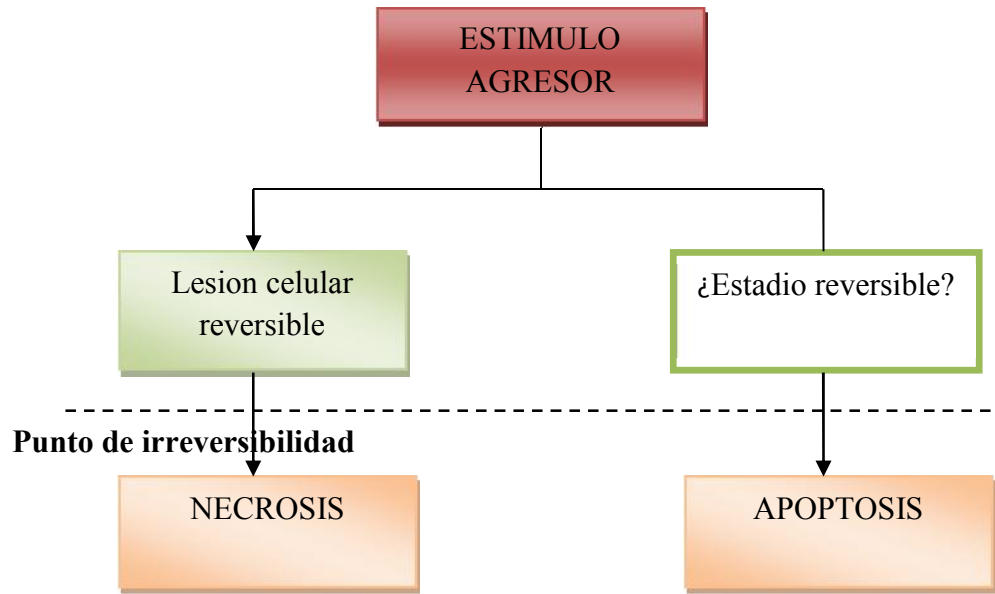 ESTIMULO
AGRESOR
Lesion celular
reversible
¿Estadio reversible?
Punto de irreversibilidad
NECROSIS
APOPTOSIS